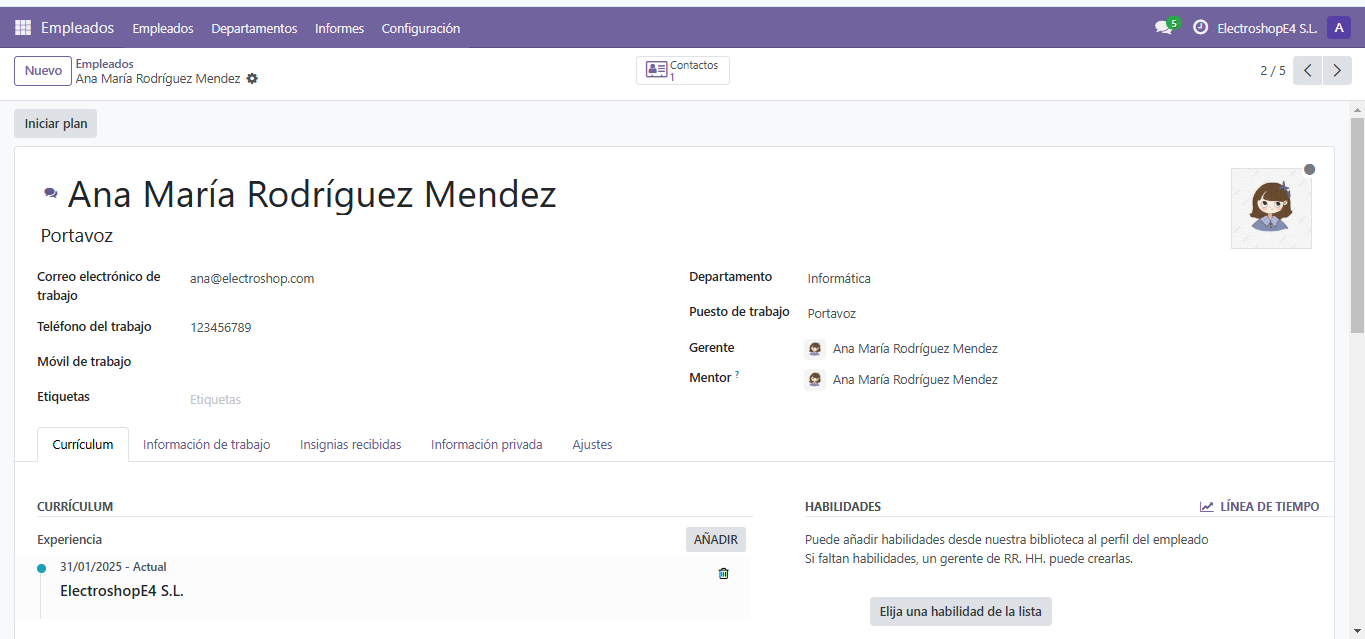 Empleados Empleados Departamentos Informes Configuración 5 ElectroshopE4 S.L. A
Nuevo Empleados Contactos
Ana María Rodríguez Mendez 1 2 / 5
Iniciar plan
Ana María Rodríguez Mendez
Portavoz
Correo electrónico de trabajo ana@electroshop.com Departamento Informática
Teléfono del trabajo 123456789 Puesto de trabajo Portavoz
Móvil de trabajo Gerente Ana María Rodríguez Mendez
Mentor ? Ana María Rodríguez Mendez
Etiquetas Etiquetas
Currículum Información de trabajo Insignias recibidas Información privada Ajustes
CURRÍCULUM HABILIDADES LÍNEA DE TIEMPO
Experiencia AÑADIR Puede añadir habilidades desde nuestra biblioteca al perfil del empleado
Si faltan habilidades, un gerente de RR. HH. puede crearlas.
31/01/2025 - Actual
ElectroshopE4 S.L.
Elija una habilidad de la lista